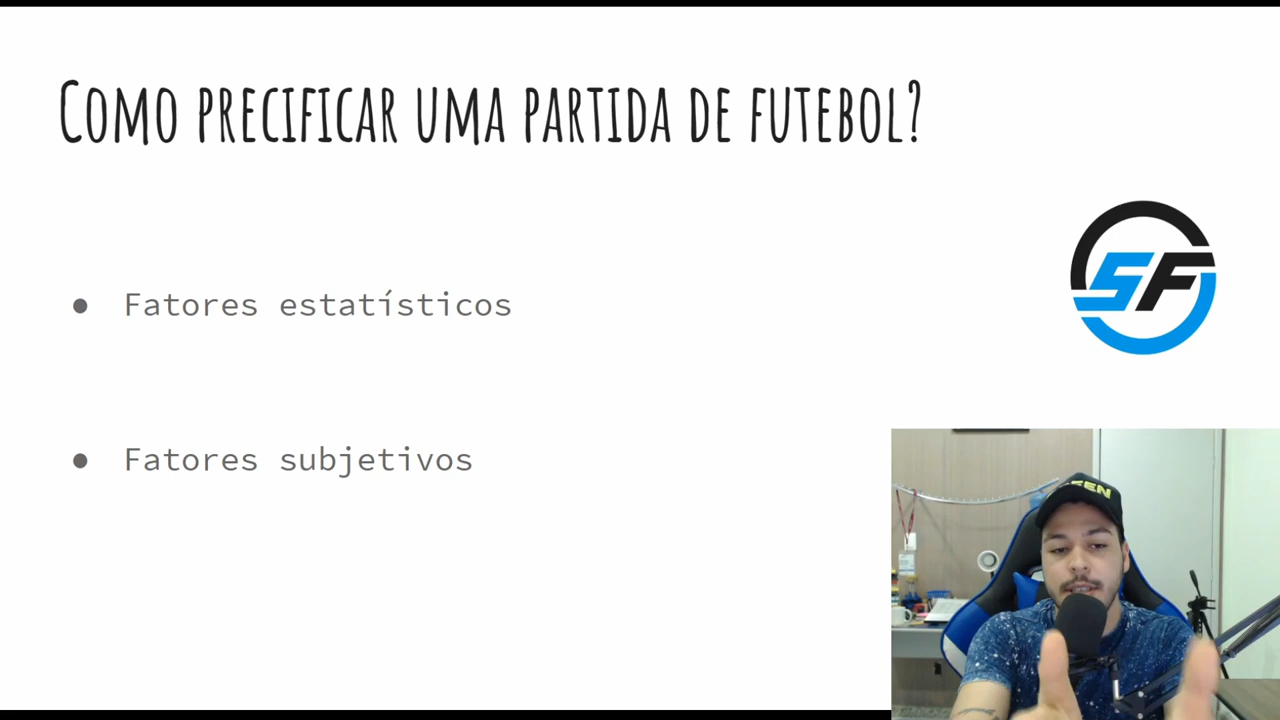 Como precificar uma partida de futebol?
● Fatores estatísticos
SF
● Fatores subjetivos